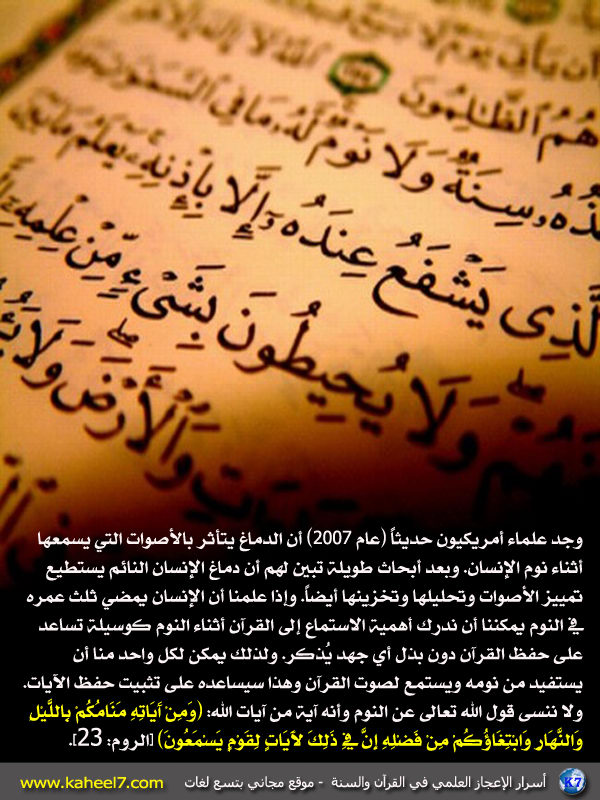 هُمُ ٱلظَّـٰلِمُونَ ٱللَّهُ لَآ إِلَـٰهَ إِلَّا
سِنَةٌ وَلَا نَوْمٌ لَّهُۥ مَا فِى ٱلسَّمَـٰوَٰتِ
يَشْفَعُ عِندَهُۥٓ إِلَّا بِإِذْنِهِۦ يَعْلَمُ مَا بَيْنَ
وَلَا يُحِيطُونَ بِشَىْءٍ مِّنْ عِلْمِهِۦٓ
وَٱلْأَرْضَ وَلَا
وجد علماء أمريكيون حديثاً (عام 2007) أن الدماغ يتأثر بالأصوات التي يسمعها
أثناء نوم الإنسان. وبعد أبحاث طويلة تبين لهم أن دماغ الإنسان النائم يستطيع
تمييز الأصوات وتحليلها وتخزينها أيضاً. وإذا علمنا أن الإنسان يمضي ثلث عمره
في النوم يمكننا أن ندرك أهمية الاستماع إلى القرآن أثناء النوم كوسيلة تساعد
على حفظ القرآن دون بذل أي جهد يُذكر. ولذلك يمكن لكل واحد منا أن
يستفيد من نومه ويستمع لصوت القرآن وهذا سيساعده على تثبيت حفظ الآيات.
ولا ننسى قول الله تعالى عن النوم وأنه آية من آيات الله: (وَمِنْ آَيَاتِهِ مَنَامُكُمْ بِاللَّيْلِ
وَالنَّهَارِ وَابْتِغَاؤُكُمْ مِنْ فَضْلِهِ إِنَّ فِي ذَلِكَ لَآَيَاتٍ لِقَوْمٍ يَسْمَعُونَ) [الروم: 23].
K7 أسرار الإعجاز العلمي في القرآن والسنة - موقع مجاني بتسع لغات www.kaheel7.com